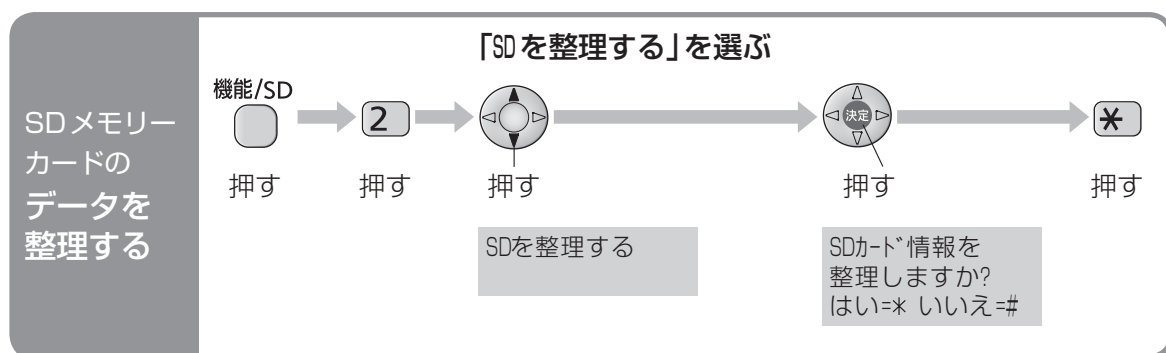 SDメモリー
カードの
データを
整理する
「SDを整理する」を選ぶ
機能/SD
2
決定
*
押す 押す 押す 押す 押す
SDを整理する
SDｶｰﾄﾞ情報を
整理しますか?
はい=* いいえ=#